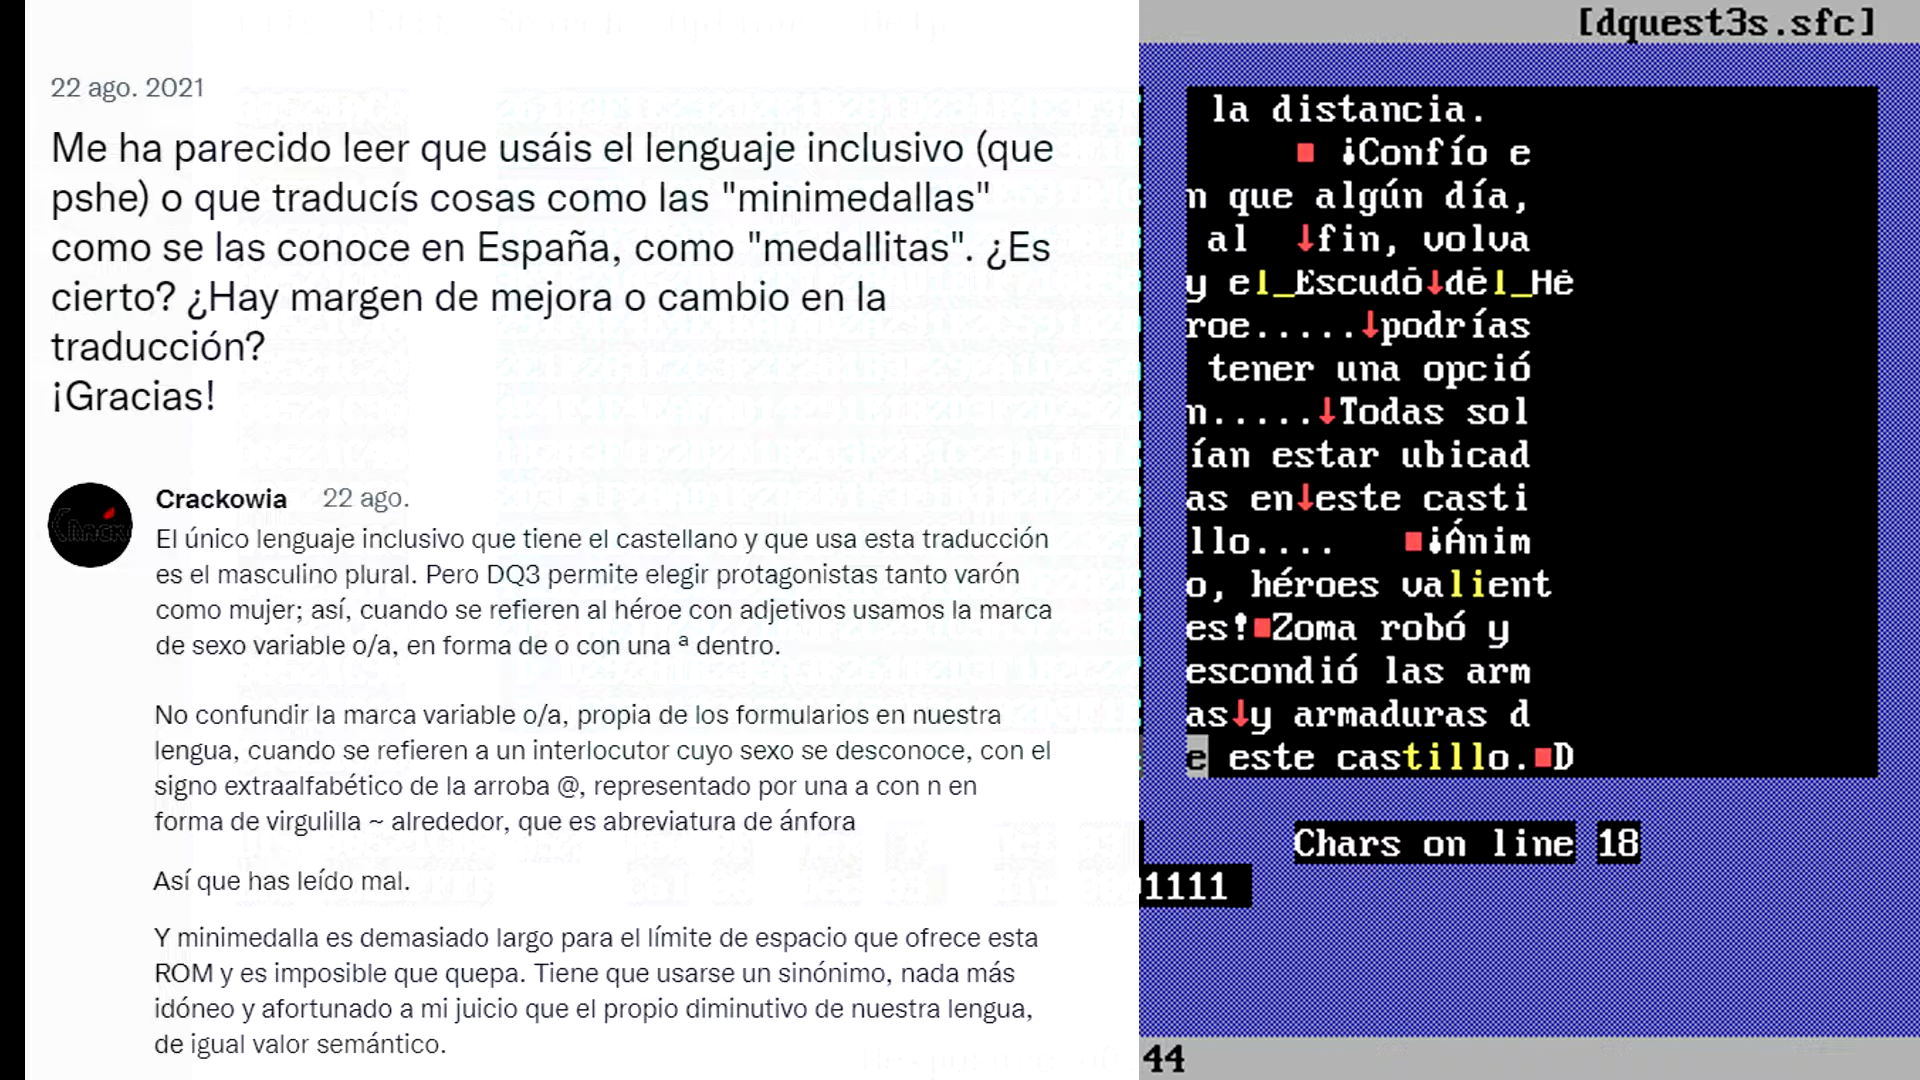 22 ago. 2021
Me ha parecido leer que usáis el lenguaje inclusivo (que
pshe) o que traducís cosas como las "minimedallas"
como se las conoce en España, como "medallitas". ¿Es
cierto? ¿Hay margen de mejora o cambio en la
traducción?
¡Gracias!
Crackowia 22 ago.
El único lenguaje inclusivo que tiene el castellano y que usa esta traducción
es el masculino plural. Pero DQ3 permite elegir protagonistas tanto varón
como mujer; así, cuando se refieren al héroe con adjetivos usamos la marca
de sexo variable o/a, en forma de o con una ª dentro.
No confundir la marca variable o/a, propia de los formularios en nuestra
lengua, cuando se refieren a un interlocutor cuyo sexo se desconoce, con el
signo extraalfabético de la arroba @, representado por una a con n en
forma de virgulilla ~ alrededor, que es abreviatura de ánfora
Así que has leído mal.
Y minimedalla es demasiado largo para el límite de espacio que ofrece esta
ROM y es imposible que quepa. Tiene que usarse un sinónimo, nada más
idóneo y afortunado a mi juicio que el propio diminutivo de nuestra lengua,
de igual valor semántico.
[dquest3s.sfc]
la distancia.
■ ¡Confío e
n que algún día,
al ↓fin, volva
y el_Escudo↓del_Hé
roe.....↓podrías
tener una opció
n.....↓Todas sol
ían estar ubicad
as en↓este casti
llo.... ■¡Ánim
o, héroes valient
es!■Zoma robó y
escondió las arm
as↓y armaduras d
e este castillo.■D
Chars on line 18
1111
44